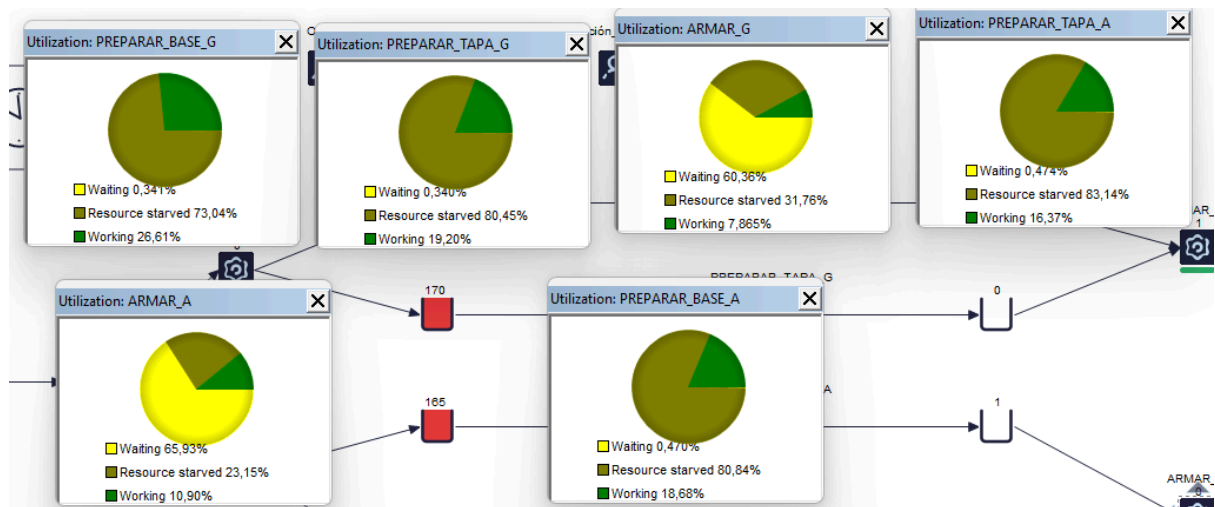 Utilization: PREPARAR_BASE_G
Waiting 0,341%
Resource starved 73,04%
Working 26,61%
Utilization: PREPARAR_TAPA_G
Waiting 0,340%
Resource starved 80,45%
Working 19,20%
Utilization: ARMAR_G
Waiting 60,36%
Resource starved 31,76%
Working 7,865%
Utilization: PREPARAR_TAPA_A
Waiting 0,474%
Resource starved 83,14%
Working 16,37%
1
PREPARAR_TAPA_G
170
0
Utilization: ARMAR_A
Waiting 65,93%
Resource starved 23,15%
Working 10,90%
Utilization: PREPARAR_BASE_A
Waiting 0,470%
Resource starved 80,84%
Working 18,68%
A
165
1
ARMAR_